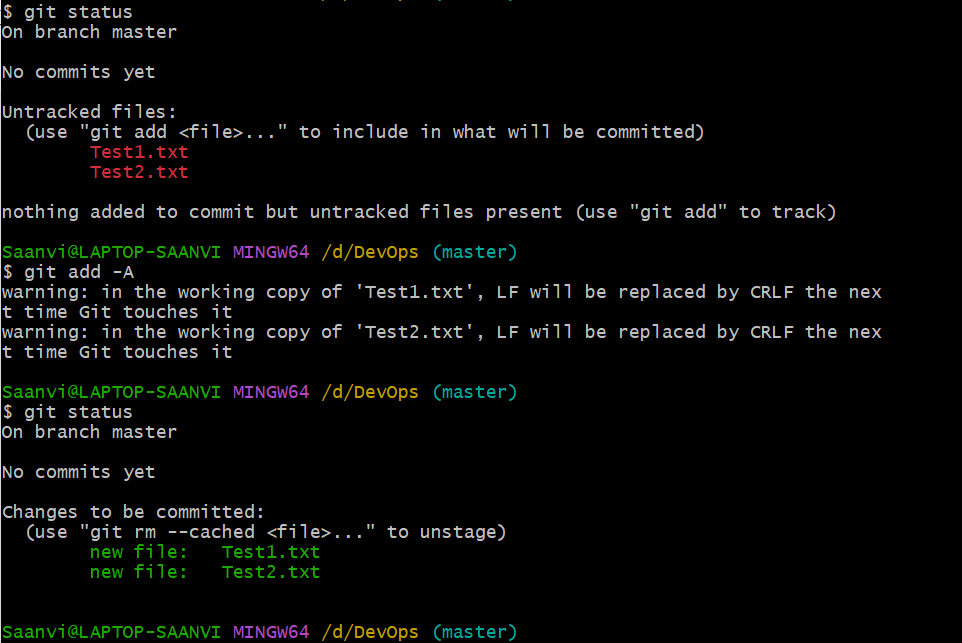 $ git status
On branch master

No commits yet

Untracked files:
  (use "git add <file>..." to include in what will be committed)
        Test1.txt
        Test2.txt

nothing added to commit but untracked files present (use "git add" to track)

Saanvi@LAPTOP-SAANVI MINGW64 /d/DevOps (master)
$ git add -A
warning: in the working copy of 'Test1.txt', LF will be replaced by CRLF the nex
t time Git touches it
warning: in the working copy of 'Test2.txt', LF will be replaced by CRLF the nex
t time Git touches it

Saanvi@LAPTOP-SAANVI MINGW64 /d/DevOps (master)
$ git status
On branch master

No commits yet

Changes to be committed:
  (use "git rm --cached <file>..." to unstage)
        new file:   Test1.txt
        new file:   Test2.txt


Saanvi@LAPTOP-SAANVI MINGW64 /d/DevOps (master)